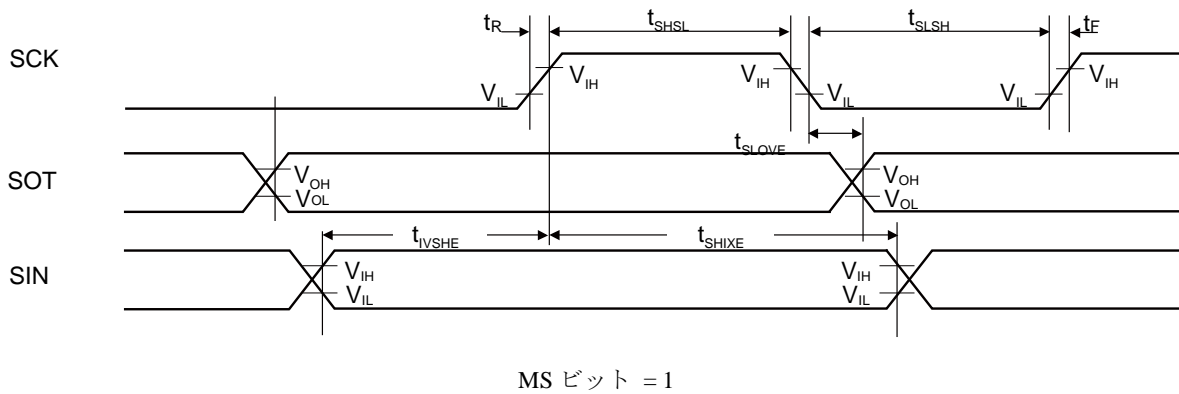 tR tSHSL tSLSH tF
SCK
VIH VIH VIH
VIL VIL VIL
tSLOVE
SOT
VOH VOH
VOL VOL
tIVSHE tSHIXE
SIN
VIH VIH
VIL VIL
MS ビット = 1